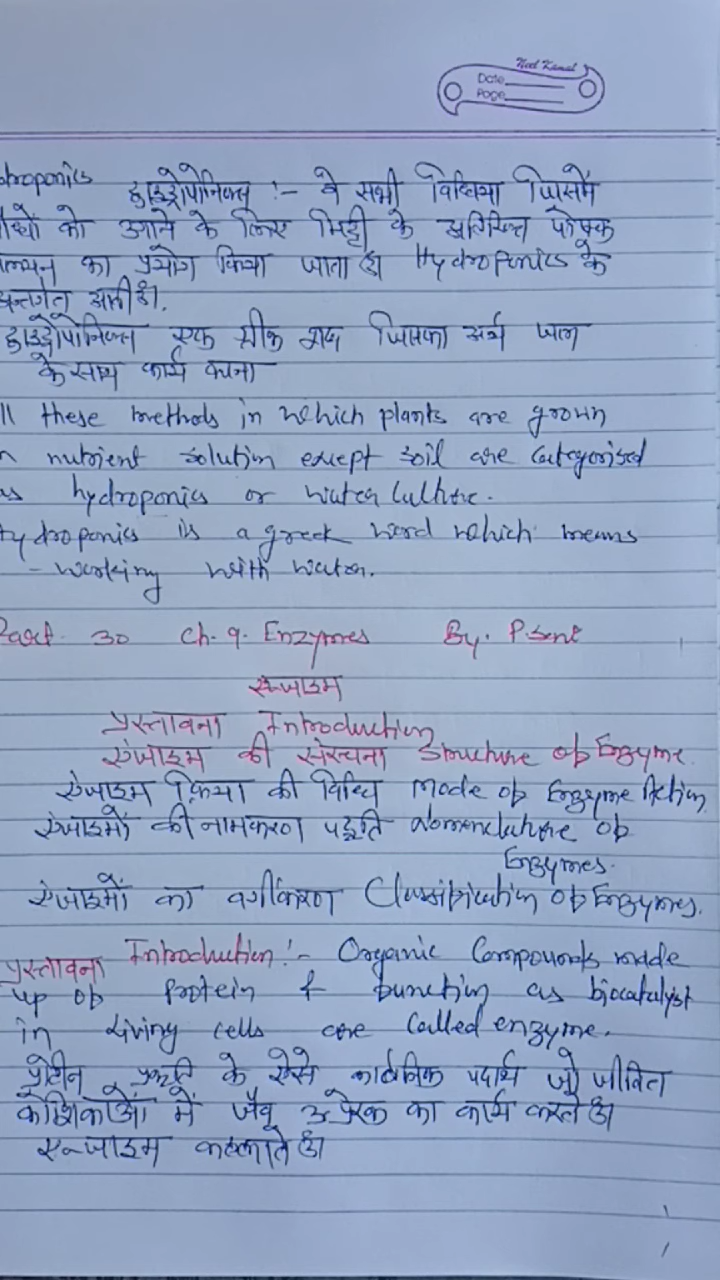 Neel Kamal
Date
Page
droponics हाइड्रोपोनिक्स :- वे सभी विधिया जिसमें
पौधों को उगाने के लिए मिट्टी के अतिरिक्त पोषक
का प्रयोग किया जाता है। Hydroponics के
अन्तर्गत आती है।.
हाइड्रोपोनिक्स एक ग्रीक शब्द जिसका अर्थ जल
के साथ कार्य करना
ll these methods in which plants are grown
n nutrient solution except soil are Categorised
as hydroponics or water Culture.
Hydroponics is a greek word which means
- working with water.
Part 30 Ch. 9. Enzymes By.
एन्जाइम
प्रस्तावना Introduction
एंजाइम की संरचना Structure of Enzyme.
एंजाइम क्रिया की विधि Mode of Enzyme Action
एंजाइमों की नामकरण पद्धति Nomenclature of
Enzymes.
एंजाइमों का वर्गीकरण Classification of Enzymes.
प्रस्तावना Introduction :- Organic Compounds made
up of Protein & function as biocatalyst
in living cells are called enzyme.
प्रोटीन प्रकृति के ऐसे कार्बनिक पदार्थ जो जीवित
कोशिकाओं में जैव उत्प्रेरक का कार्य करते है।
एन्जाइम कहलाते है।